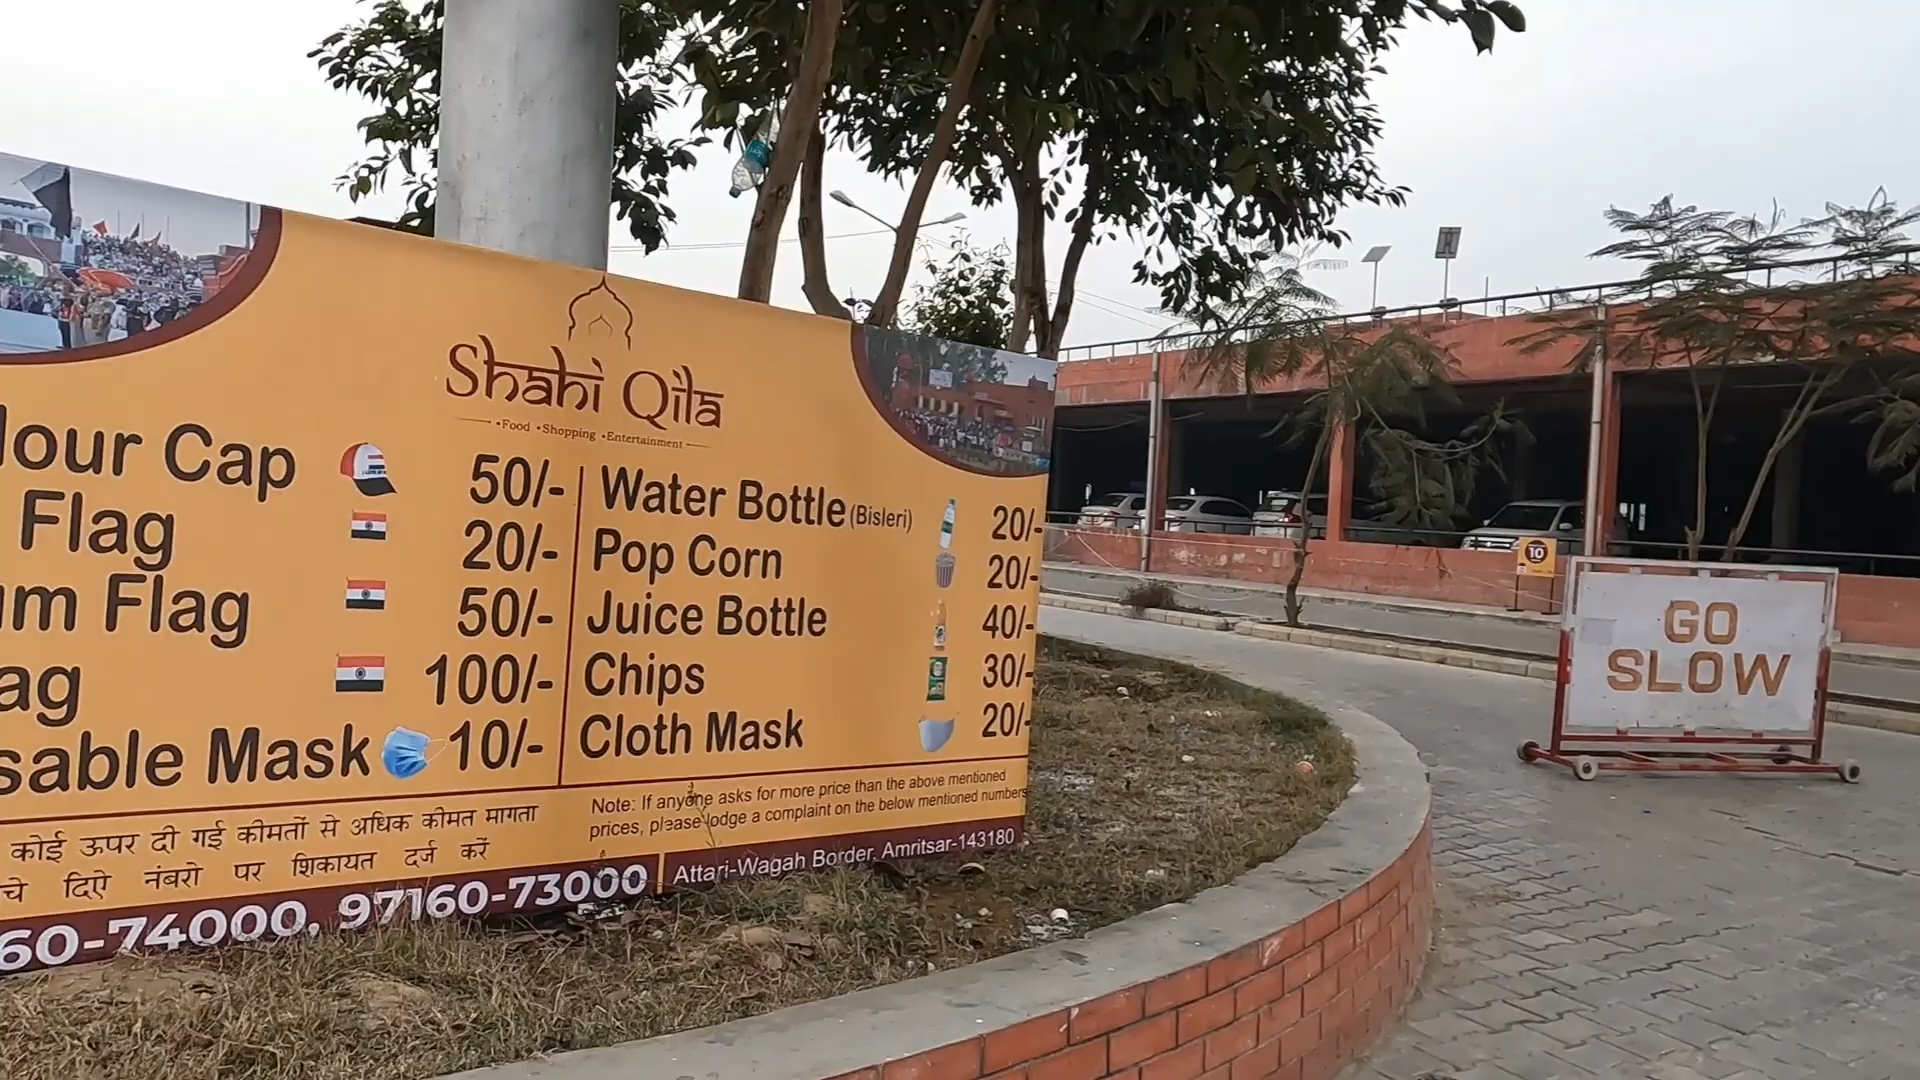 Shahi Qila
•Food •Shopping •Entertainment
lour Cap 50/-
Flag 20/-
um Flag 50/-
ag 100/-
sable Mask 10/-
Water Bottle (Bisleri) 20/-
Pop Corn 20/-
Juice Bottle 40/-
Chips 30/-
Cloth Mask 20/-
कोई ऊपर दी गई कीमतों से अधिक कीमत मागता
चे दिऐ नंबरो पर शिकायत दर्ज करें
Note: If anyone asks for more price than the above mentioned
prices, please lodge a complaint on the below mentioned numbers
60-74000, 97160-73000
Attari-Wagah Border, Amritsar-143180
10
GO
SLOW